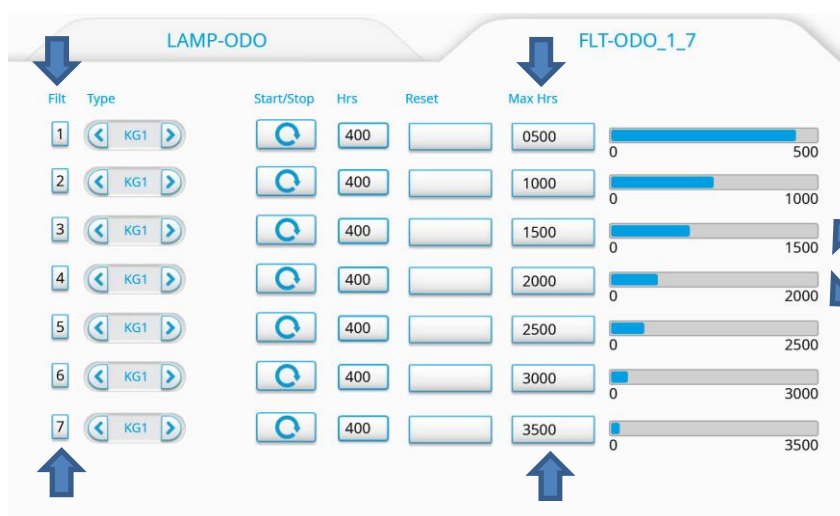 LAMP-ODO FLT-ODO_1_7
Filt Type Start/Stop Hrs Reset Max Hrs
1 KG1 400 0500
0 500
2 KG1 400 1000
0 1000
3 KG1 400 1500
0 1500
4 KG1 400 2000
0 2000
5 KG1 400 2500
0 2500
6 KG1 400 3000
0 3000
7 KG1 400 3500
0 3500